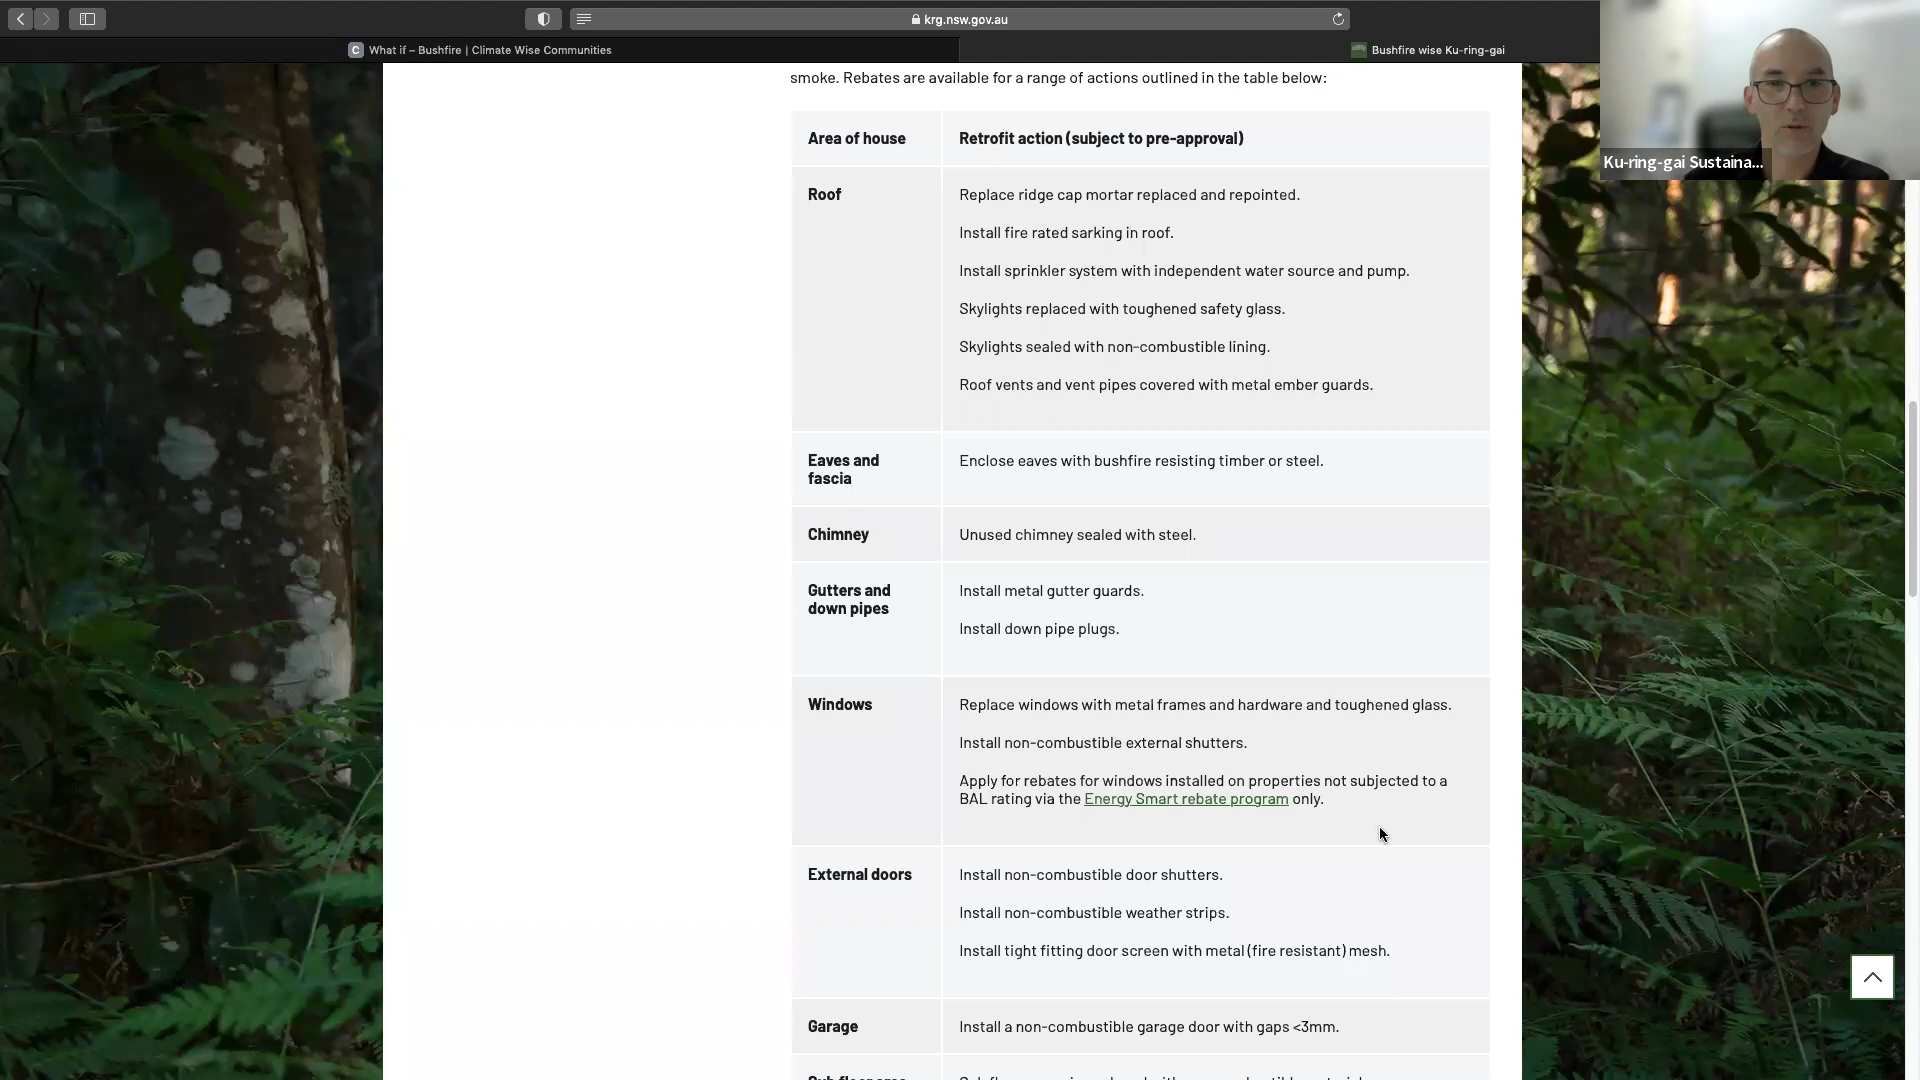 krg.nsw.gov.au
C What if – Bushfire | Climate Wise Communities
Bushfire wise Ku-ring-gai
Ku-ring-gai Sustaina...
smoke. Rebates are available for a range of actions outlined in the table below:
Area of house
Retrofit action (subject to pre-approval)
Roof
Replace ridge cap mortar replaced and repointed.
Install fire rated sarking in roof.
Install sprinkler system with independent water source and pump.
Skylights replaced with toughened safety glass.
Skylights sealed with non-combustible lining.
Roof vents and vent pipes covered with metal ember guards.
Eaves and
fascia
Enclose eaves with bushfire resisting timber or steel.
Chimney
Unused chimney sealed with steel.
Gutters and
down pipes
Install metal gutter guards.
Install down pipe plugs.
Windows
Replace windows with metal frames and hardware and toughened glass.
Install non-combustible external shutters.
Apply for rebates for windows installed on properties not subjected to a
BAL rating via the Energy Smart rebate program only.
External doors
Install non-combustible door shutters.
Install non-combustible weather strips.
Install tight fitting door screen with metal (fire resistant) mesh.
Garage
Install a non-combustible garage door with gaps <3mm.